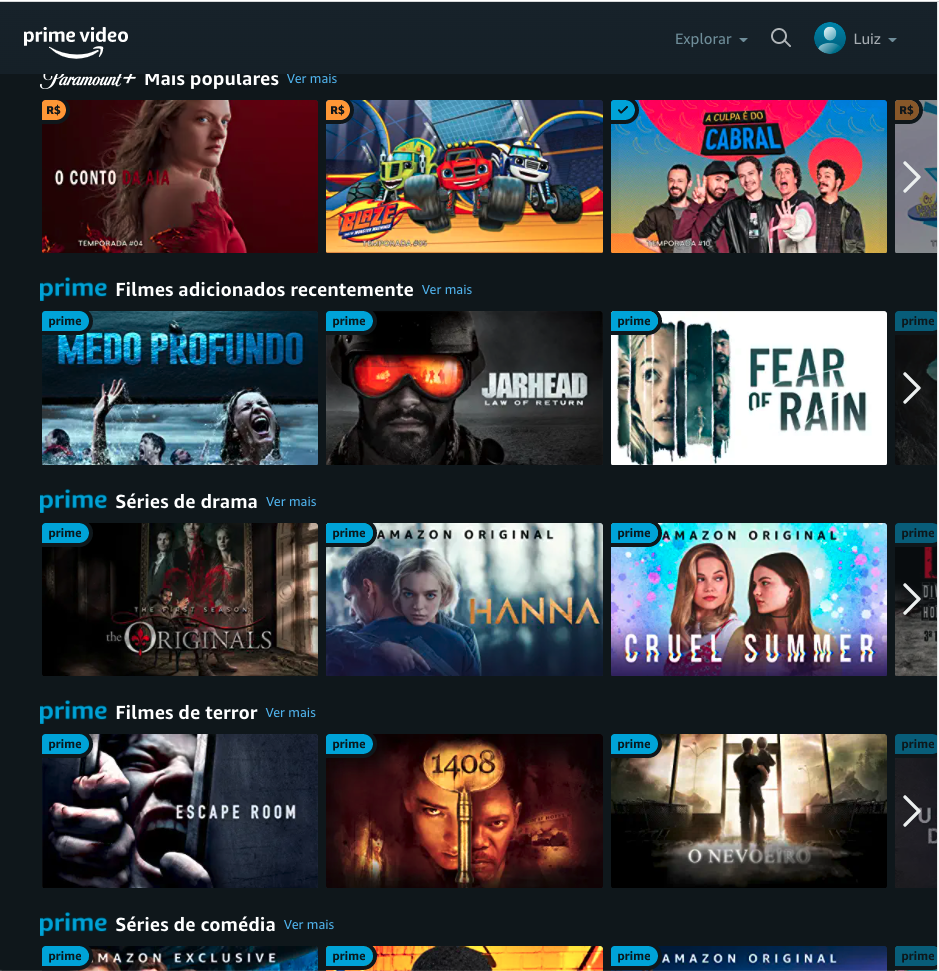 prime video
Explorar
Luiz
Paramount+ Mais populares Ver mais
R$
O CONTO DA AIA
TEMPORADA #04
R$
BLAZE
TEMPORADA #05
A CULPA É DO
CABRAL
TEMPORADA #10
R$
prime Filmes adicionados recentemente Ver mais
prime
MEDO PROFUNDO
prime
JARHEAD
LAW OF RETURN
prime
FEAR
OF RAIN
prime
prime Séries de drama Ver mais
prime
THE FIRST SEASON
the ORIGINALS
prime
AMAZON ORIGINAL
HANNA
prime
AMAZON ORIGINAL
CRUEL SUMMER
prime
prime Filmes de terror Ver mais
prime
ESCAPE ROOM
prime
1408
prime
O NEVOEIRO
prime
prime Séries de comédia Ver mais
prime
AMAZON EXCLUSIVE
prime
prime
AMAZON ORIGINAL
prime